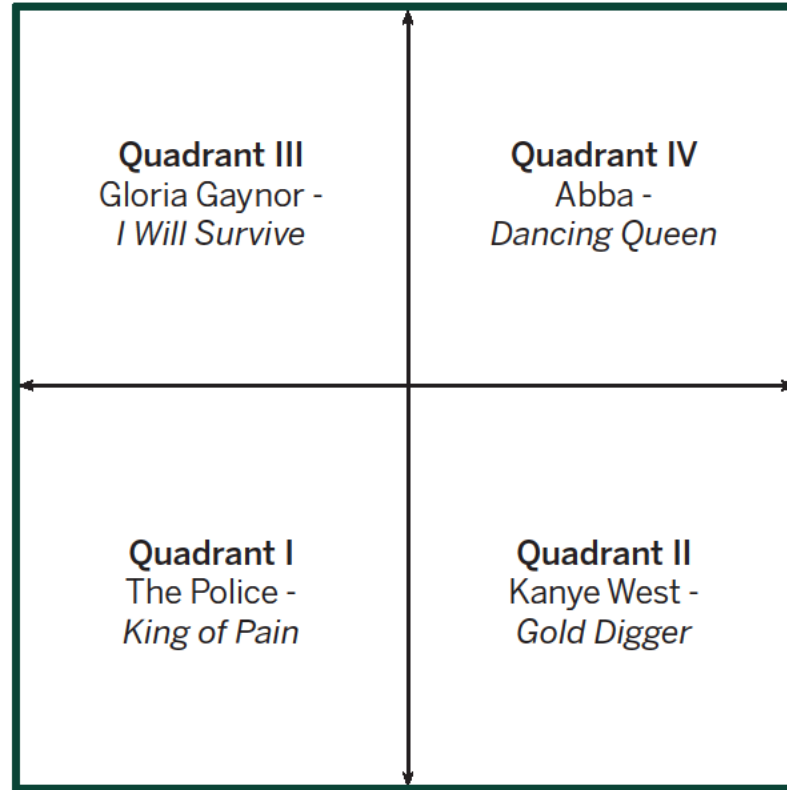 Quadrant III
Gloria Gaynor -
I Will Survive
Quadrant IV
Abba -
Dancing Queen
Quadrant I
The Police -
King of Pain
Quadrant II
Kanye West -
Gold Digger